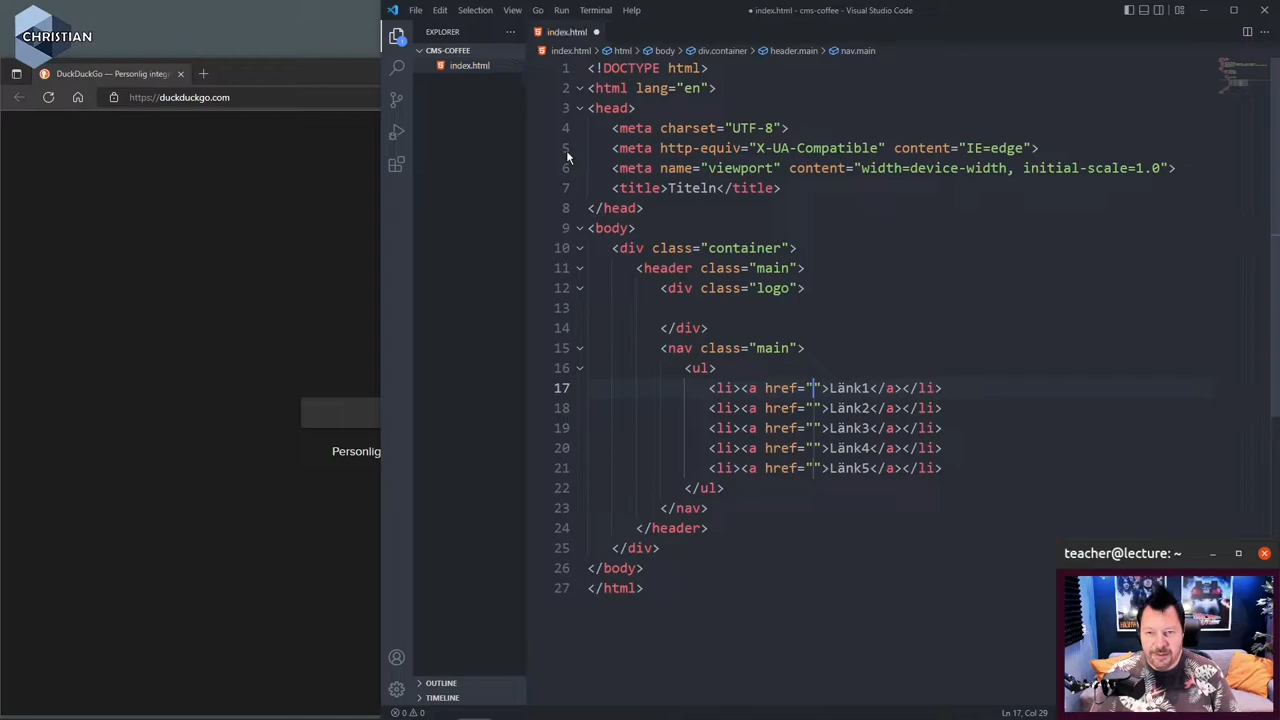 CHRISTIAN
DuckDuckGo — Personlig integ
https://duckduckgo.com
Personlig
File Edit Selection View Go Run Terminal Help
● index.html - cms-coffee - Visual Studio Code
EXPLORER
CMS-COFFEE
index.html
index.html
index.html > html > body > div.container > header.main > nav.main
1 <!DOCTYPE html>
2 <html lang="en">
3 <head>
4 <meta charset="UTF-8">
5 <meta http-equiv="X-UA-Compatible" content="IE=edge">
6 <meta name="viewport" content="width=device-width, initial-scale=1.0">
7 <title>Titeln</title>
8 </head>
9 <body>
10 <div class="container">
11 <header class="main">
12 <div class="logo">
13
14 </div>
15 <nav class="main">
16 <ul>
17 <li><a href="">Länk1</a></li>
18 <li><a href="">Länk2</a></li>
19 <li><a href="">Länk3</a></li>
20 <li><a href="">Länk4</a></li>
21 <li><a href="">Länk5</a></li>
22 </ul>
23 </nav>
24 </header>
25 </div>
26 </body>
27 </html>
OUTLINE
TIMELINE
0 0
Ln 17, Col 29
teacher@lecture: ~